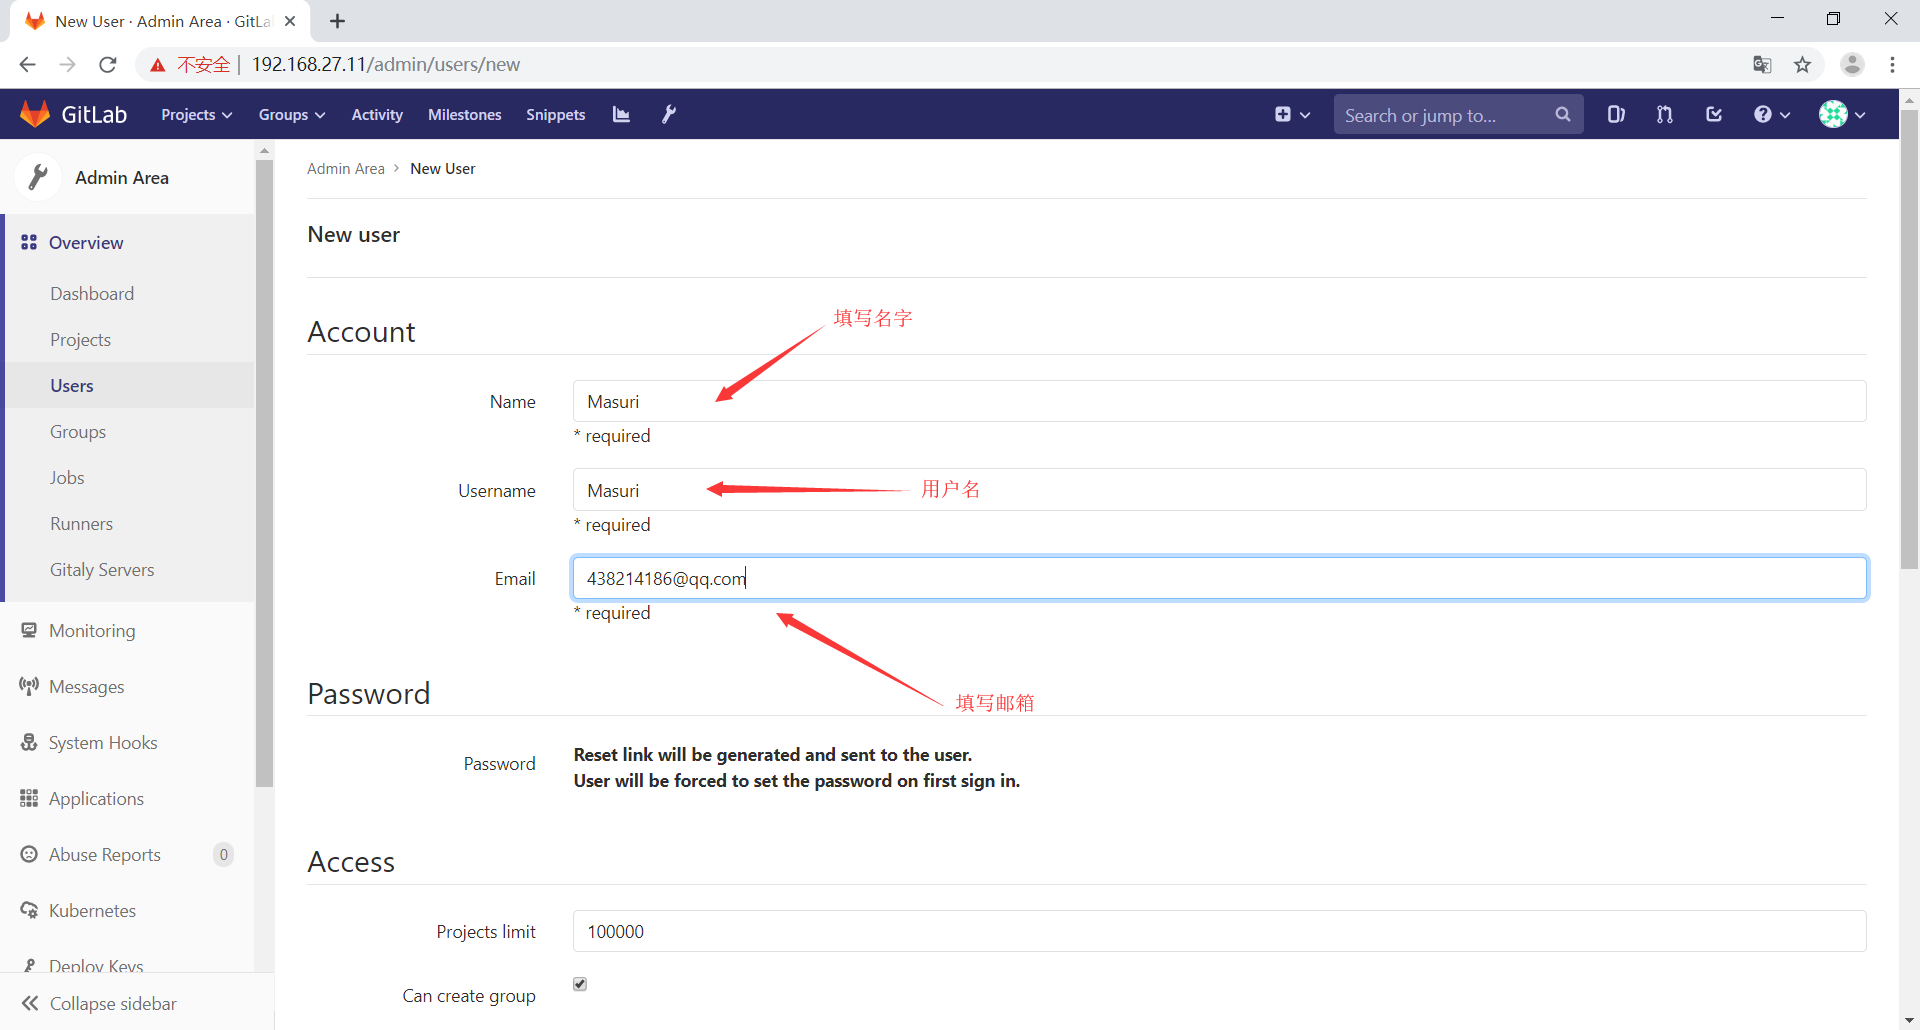 New User · Admin Area · GitLa
不安全 | 192.168.27.11/admin/users/new
GitLab Projects Groups Activity Milestones Snippets Search or jump to...
Admin Area
Overview
Dashboard
Projects
Users
Groups
Jobs
Runners
Gitaly Servers
Monitoring
Messages
System Hooks
Applications
Abuse Reports 0
Kubernetes
Deploy Keys
Collapse sidebar
Admin Area > New User
New user
Account
填写名字
Name Masuri
* required
Username Masuri 用户名
* required
Email 438214186@qq.com
* required
填写邮箱
Password
Password Reset link will be generated and sent to the user.
User will be forced to set the password on first sign in.
Access
Projects limit 100000
Can create group